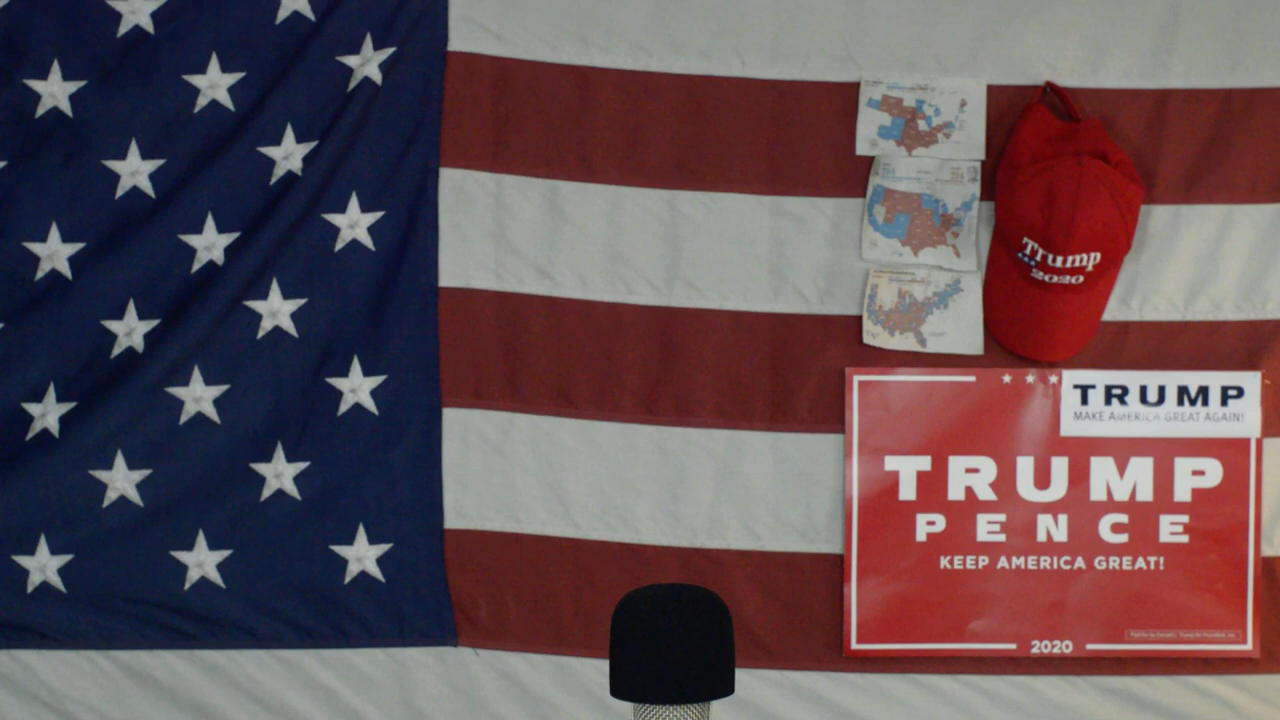 Trump
2020
TRUMP
MAKE AMERICA GREAT AGAIN!
TRUMP
PENCE
KEEP AMERICA GREAT!
2020